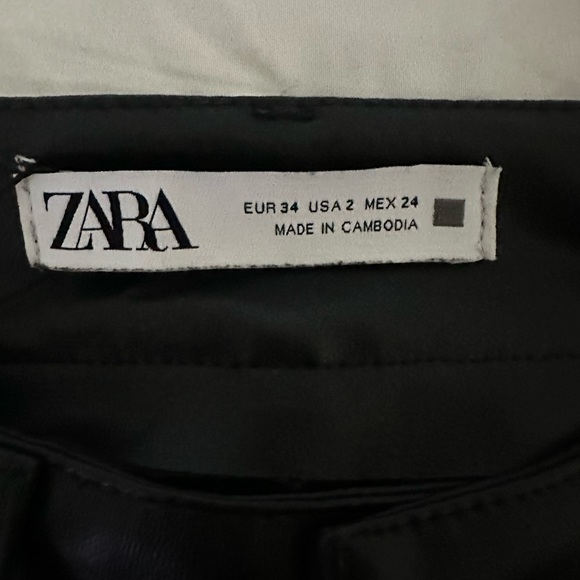 ZARA
EUR 34 USA 2 MEX 24
MADE IN CAMBODIA